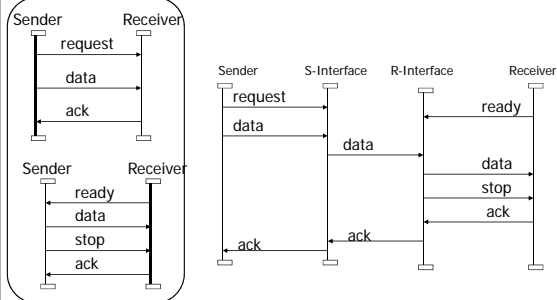 Sender Receiver
request
data
ack
Sender Receiver
ready
data
stop
ack
Sender S-Interface R-Interface Receiver
request
ready
data
data
data
stop
ack
ack
ack